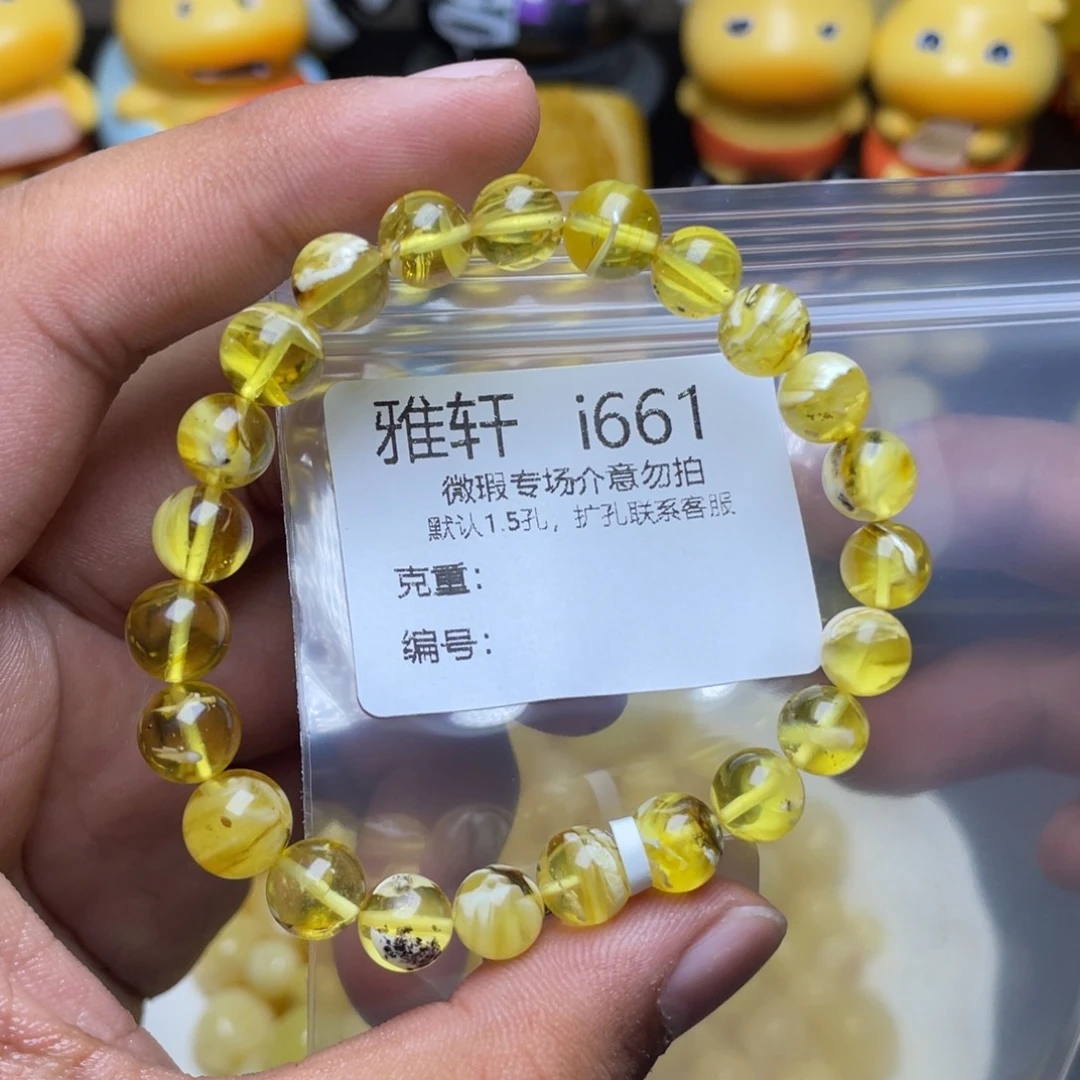 雅轩 i661
微瑕专场介意勿拍
默认1.5孔，扩孔联系客服
克重：
编号：